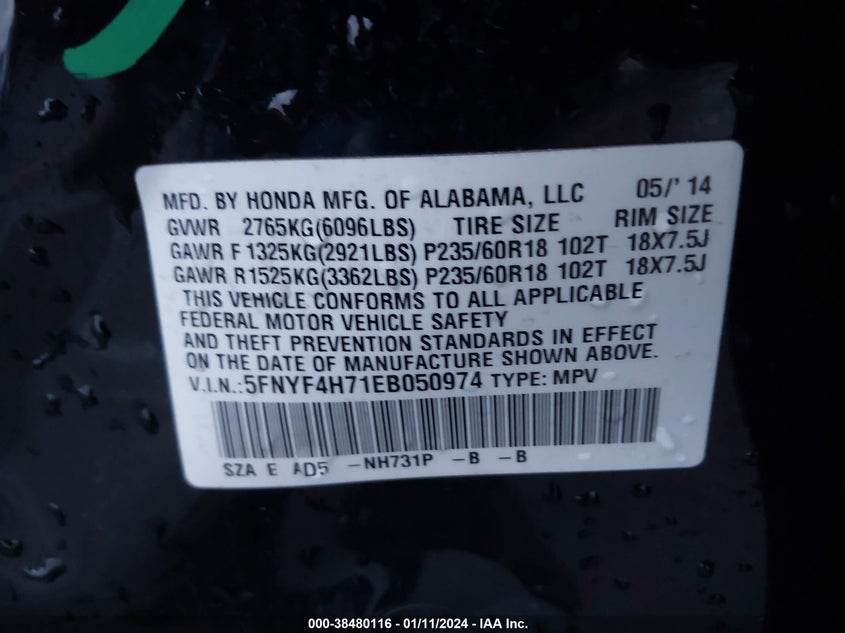 MFD. BY HONDA MFG. OF ALABAMA, LLC 05/'14
GVWR 2765KG(6096LBS) TIRE SIZE RIM SIZE
GAWR F 1325KG(2921LBS) P235/60R18 102T 18X7.5J
GAWR R1525KG(3362LBS) P235/60R18 102T 18X7.5J
THIS VEHICLE CONFORMS TO ALL APPLICABLE
FEDERAL MOTOR VEHICLE SAFETY
AND THEFT PREVENTION STANDARDS IN EFFECT
ON THE DATE OF MANUFACTURE SHOWN ABOVE.
V.I.N.:5FNYF4H71EB050974 TYPE: MPV
SZA E AD5 -NH731P -B -B
000-38480116 - 01/11/2024 - IAA Inc.